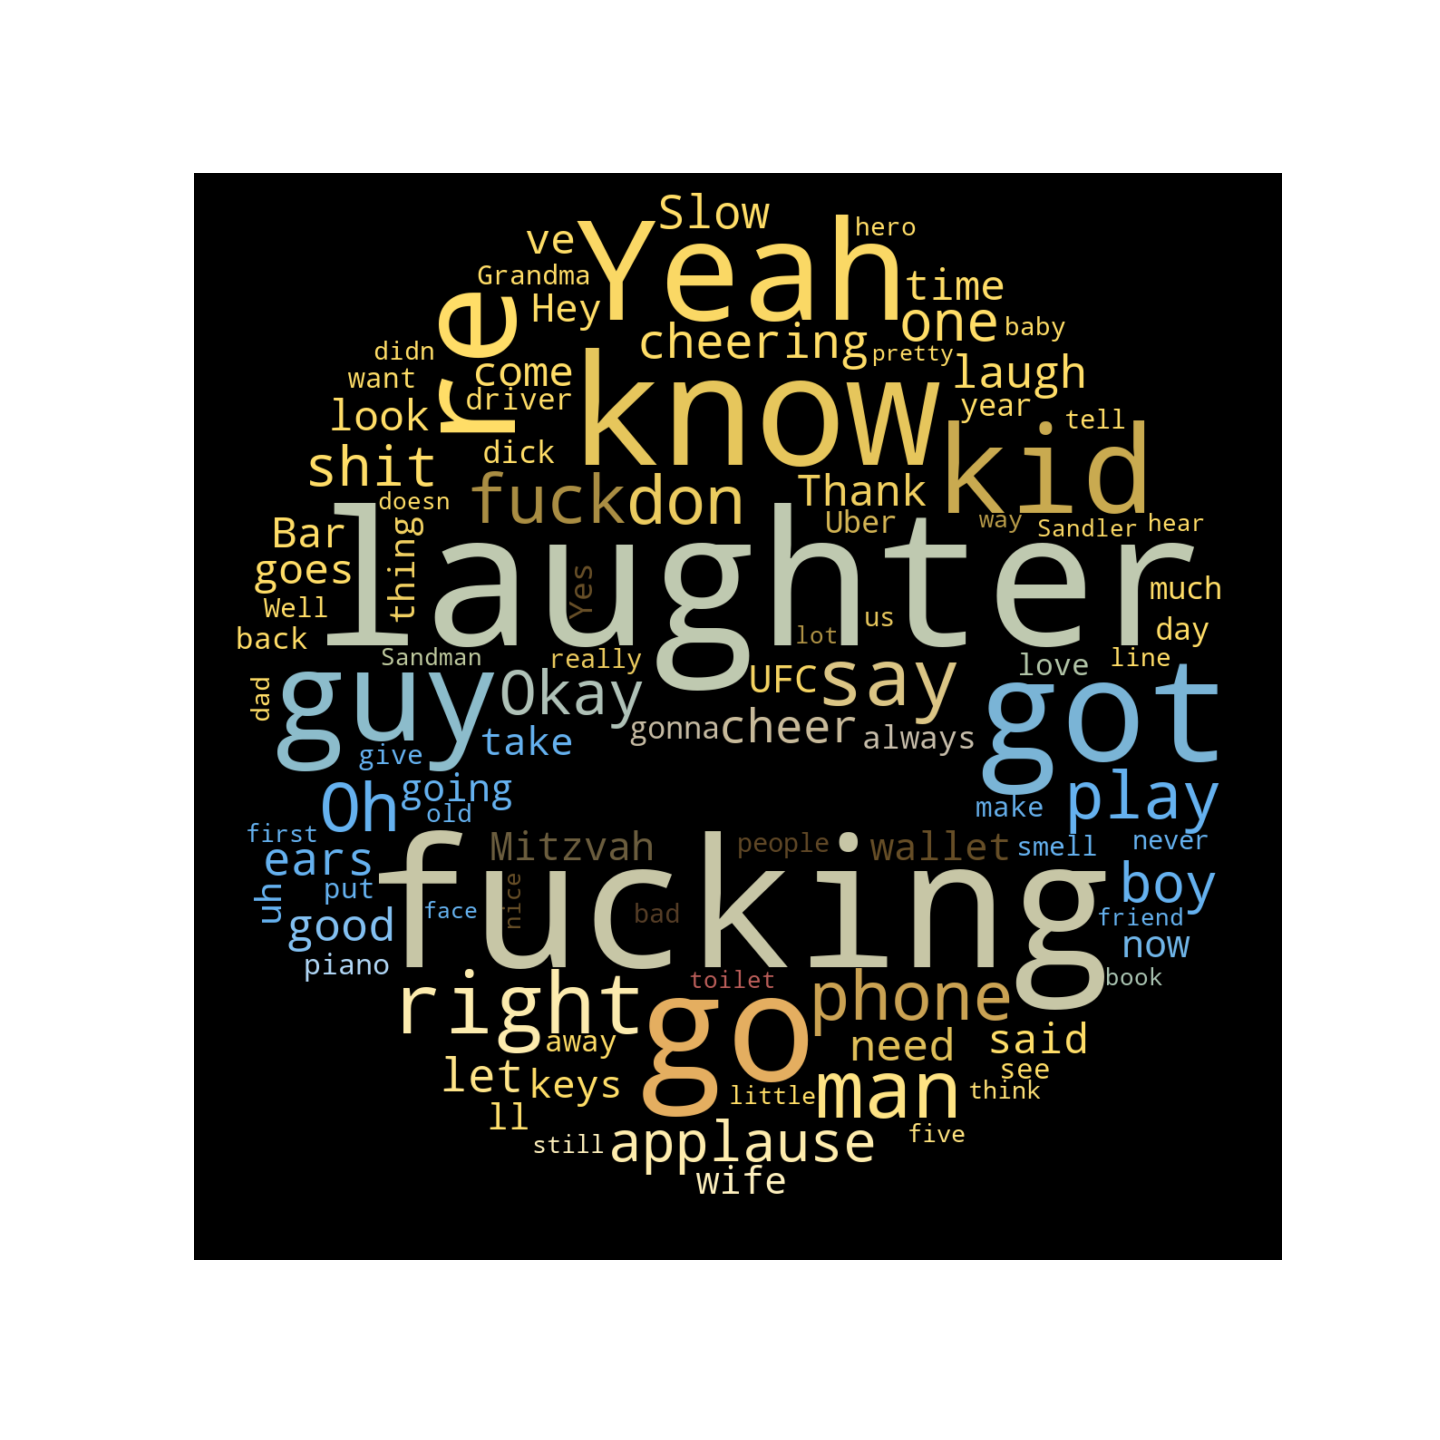 Slow
hero
Yeah
ve
Grandma
Hey
re
time
one
baby
cheering
pretty
didn
want
come
laugh
know
driver
look
year
tell
kid
shit
dick
fuck
don
Thank
doesn
Uber
way
Sandler
hear
Bar
thing
goes
laughter
Yes
much
Well
us
day
back
lot
Sandman
really
love
line
dad
guy
Okay
UFC
say
got
gonna
cheer
always
take
give
going
Oh
old
make
play
first
Mitzvah
people
wallet
smell
never
ears
fucking
uh
put
nice
face
bad
boy
good
friend
now
piano
toilet
book
right
go
phone
away
need
said
let
keys
see
little
man
think
ll
still
applause
five
wife